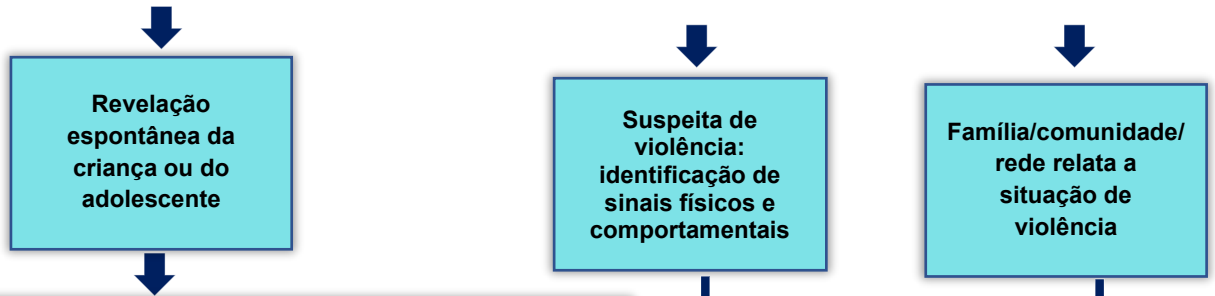 Revelação
espontânea da
criança ou do
adolescente
Suspeita de
violência:
identificação de
sinais físicos e
comportamentais
Família/comunidade/
rede relata a
situação de
violência